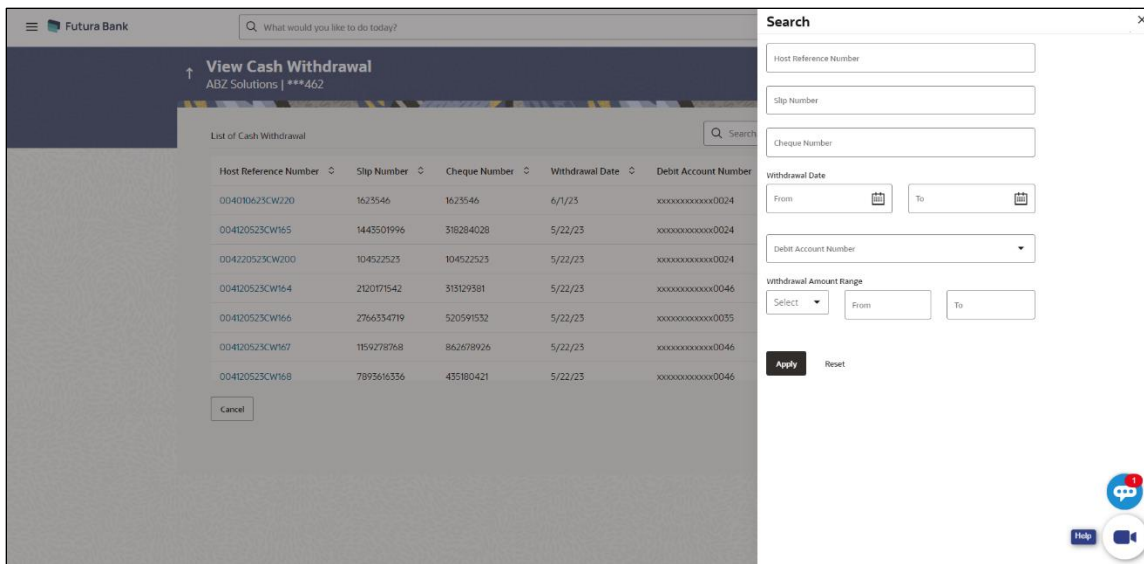 Futura Bank
What would you like to do today?
View Cash Withdrawal
ABZ Solutions | ***462
List of Cash Withdrawal
Search
Host Reference Number Slip Number Cheque Number Withdrawal Date Debit Account Number
004010623CW220 1623546 1623546 6/1/23 xxxxxxxxxxxx0024
004120523CW165 1443501996 318284028 5/22/23 xxxxxxxxxxxx0024
004220523CW200 104522523 104522523 5/22/23 xxxxxxxxxxxx0024
004120523CW164 2120171542 313129381 5/22/23 xxxxxxxxxxxx0046
004120523CW166 2766334719 520591532 5/22/23 xxxxxxxxxxxx0035
004120523CW167 1159278768 862678926 5/22/23 xxxxxxxxxxxx0046
004120523CW168 7893616336 435180421 5/22/23 xxxxxxxxxxxx0046
Cancel
Search
Host Reference Number
Slip Number
Cheque Number
Withdrawal Date
From To
Debit Account Number
Withdrawal Amount Range
Select From To
Apply Reset
1
Help